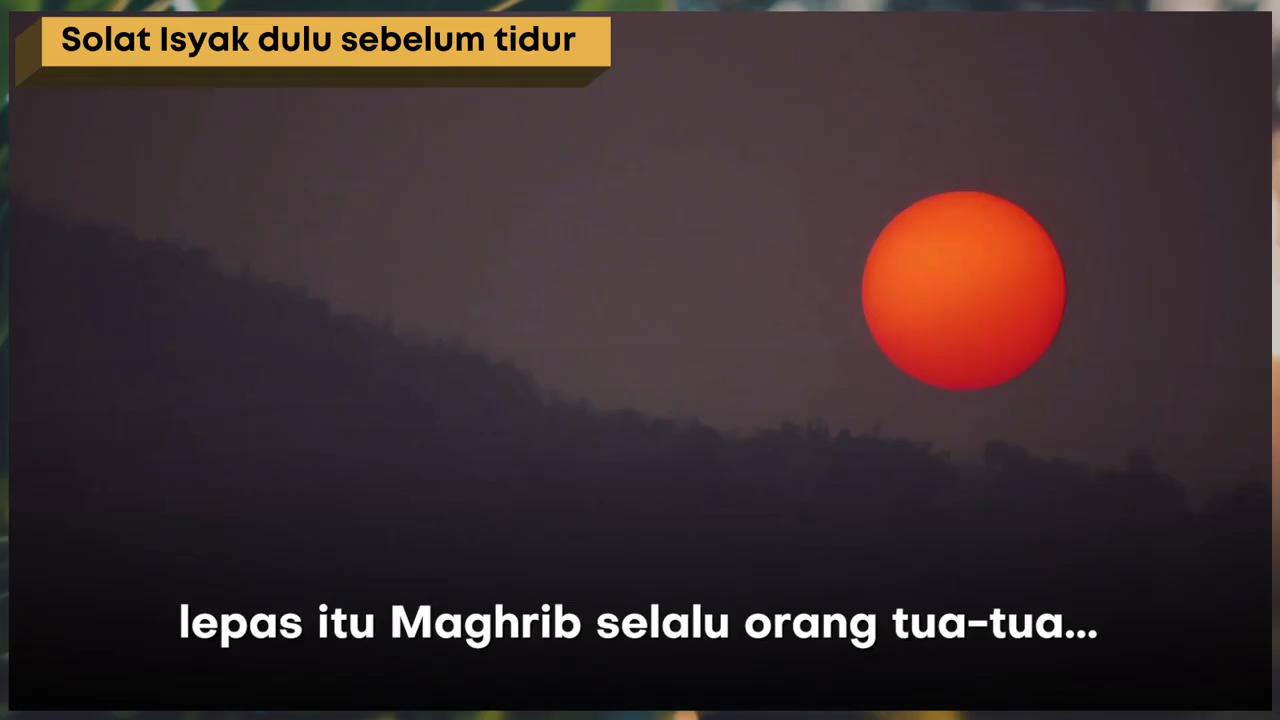 Solat Isyak dulu sebelum tidur
lepas itu Maghrib selalu orang tua-tua...